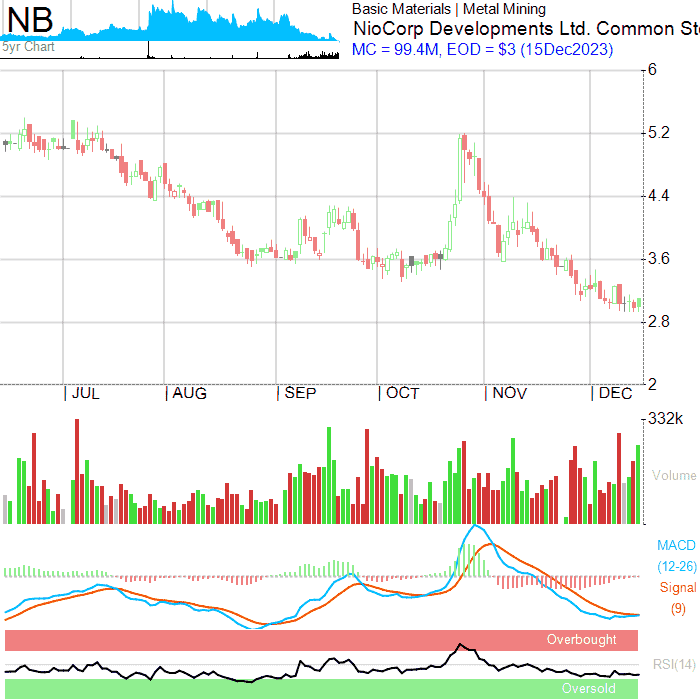 NB
5yr Chart
Basic Materials | Metal Mining
NioCorp Developments Ltd. Common St
MC = 99.4M, EOD = $3 (15Dec2023)
6
5.2
4.4
3.6
2.8
2
JUL AUG SEP OCT NOV DEC
332k
Volume
MACD
(12-26)
Signal
(9)
Overbought
RSI(14)
Oversold